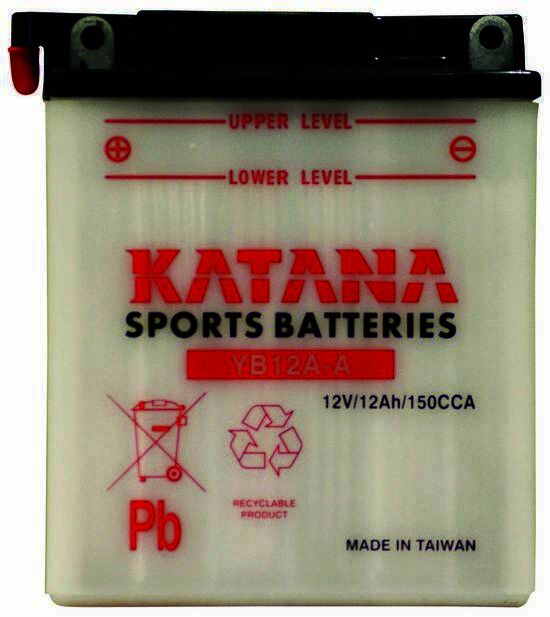 UPPER LEVEL
LOWER LEVEL
KATANA
SPORTS BATTERIES
YB12A-A
12V/12Ah/150CCA
Pb
RECYCLABLE
PRODUCT
MADE IN TAIWAN